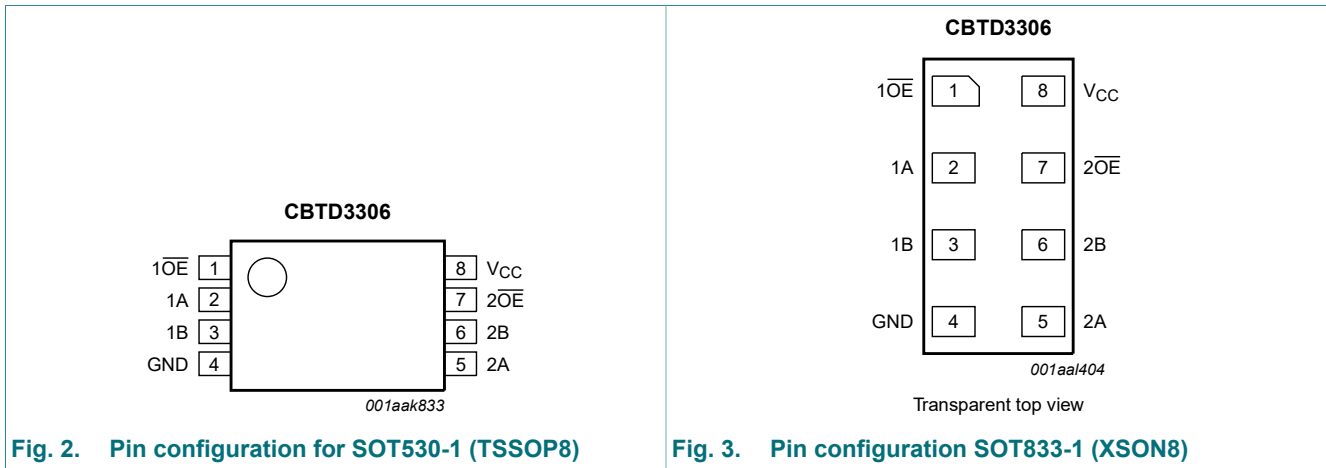 CBTD3306
1OE 1 8 VCC
1A 2 7 2OE
1B 3 6 2B
GND 4 5 2A
001aak833
Fig. 2. Pin configuration for SOT530-1 (TSSOP8)
CBTD3306
1OE 1 8 VCC
1A 2 7 2OE
1B 3 6 2B
GND 4 5 2A
001aal404
Transparent top view
Fig. 3. Pin configuration SOT833-1 (XSON8)